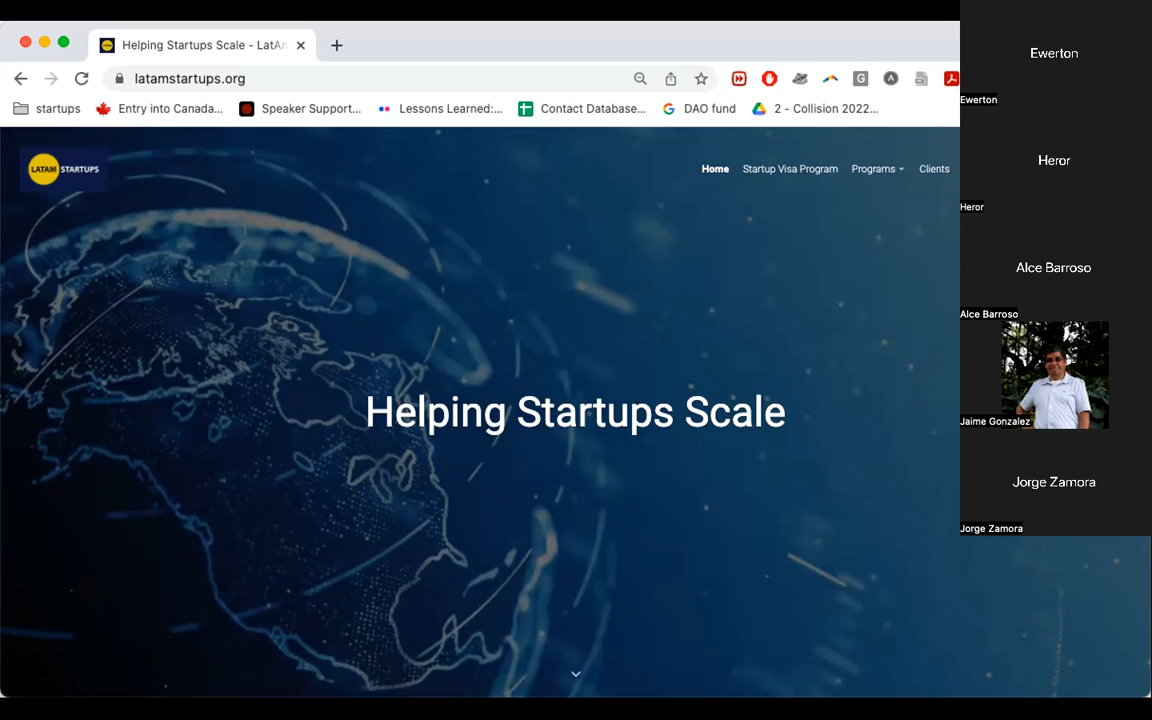 Helping Startups Scale - LatAm
latamstartups.org
startups
Entry into Canada...
Speaker Support...
Lessons Learned:...
Contact Database...
DAO fund
2 - Collision 2022...
LATAM STARTUPS
Home
Startup Visa Program
Programs
Clients
Helping Startups Scale
Ewerton
Ewerton
Heror
Heror
Alce Barroso
Alce Barroso
Jaime Gonzalez
Jorge Zamora
Jorge Zamora